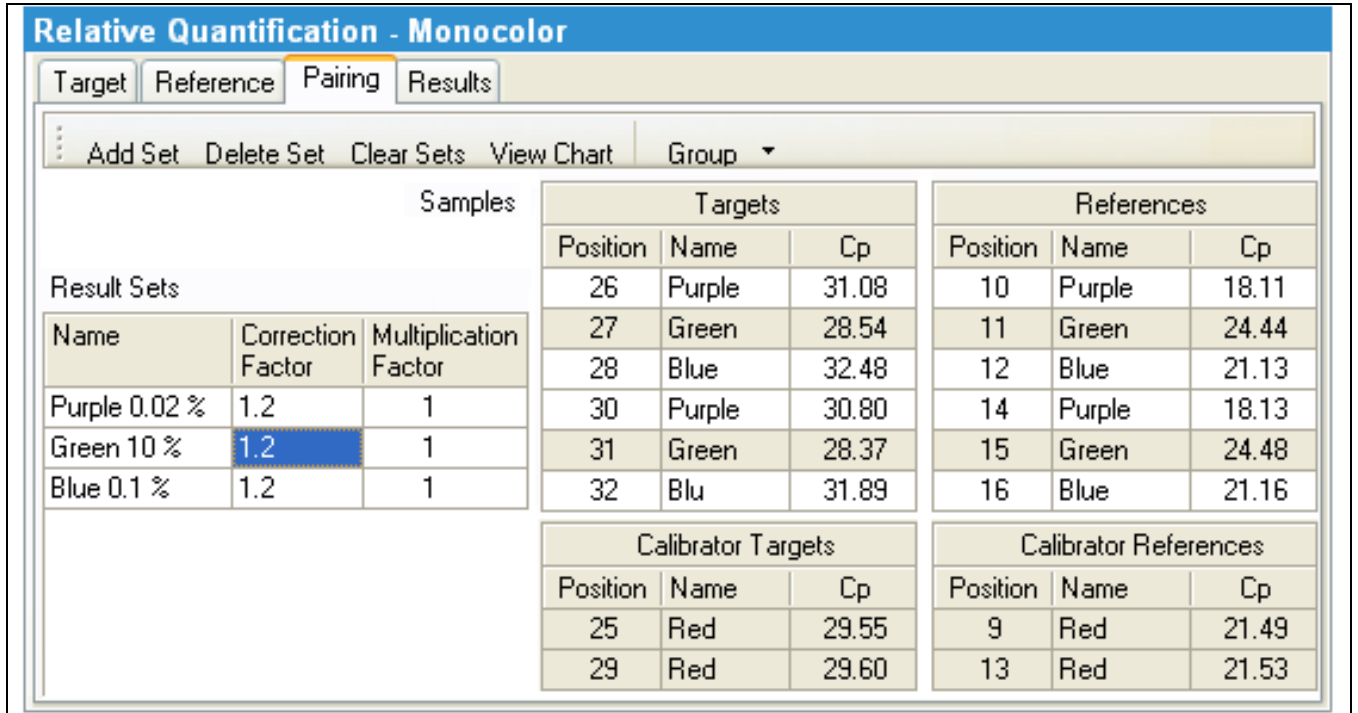 Relative Quantification - Monocolor
Target Reference Pairing Results
Add Set Delete Set Clear Sets View Chart Group
Samples
Result Sets
Name Correction Factor Multiplication Factor
Purple 0.02 % 1.2 1
Green 10 % 1.2 1
Blue 0.1 % 1.2 1
Targets
Position Name Cp
26 Purple 31.08
27 Green 28.54
28 Blue 32.48
30 Purple 30.80
31 Green 28.37
32 Blu 31.89
References
Position Name Cp
10 Purple 18.11
11 Green 24.44
12 Blue 21.13
14 Purple 18.13
15 Green 24.48
16 Blue 21.16
Calibrator Targets
Position Name Cp
25 Red 29.55
29 Red 29.60
Calibrator References
Position Name Cp
9 Red 21.49
13 Red 21.53